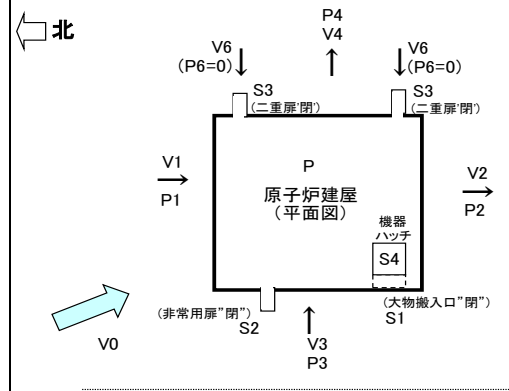 北
P4
V4
V6
(P6=0)
V6
(P6=0)
S3
(二重扉'閉')
S3
(二重扉'閉')
V1
P1
P
原子炉建屋
(平面図)
V2
P2
機器
ハッチ
S4
(大物搬入口"閉")
S1
(非常用扉"閉")
S2
V3
P3
V0